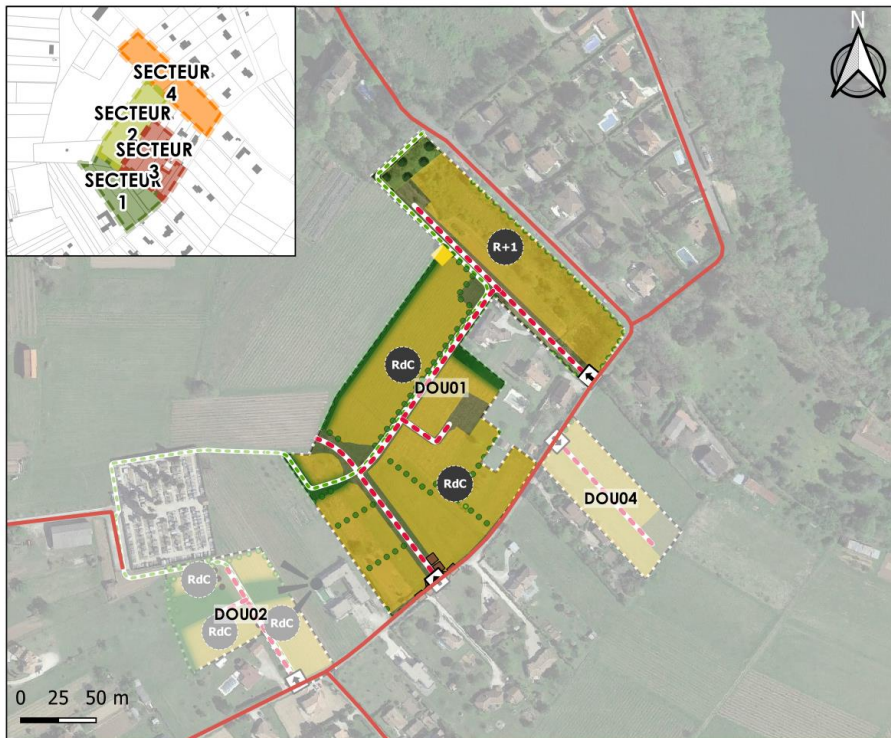 SECTEUR
4
SECTEUR
2
SECTEUR
3
SECTEUR
1
N
R+1
RdC
DOU01
RdC
DOU04
RdC
DOU02
RdC
RdC
0 25 50 m